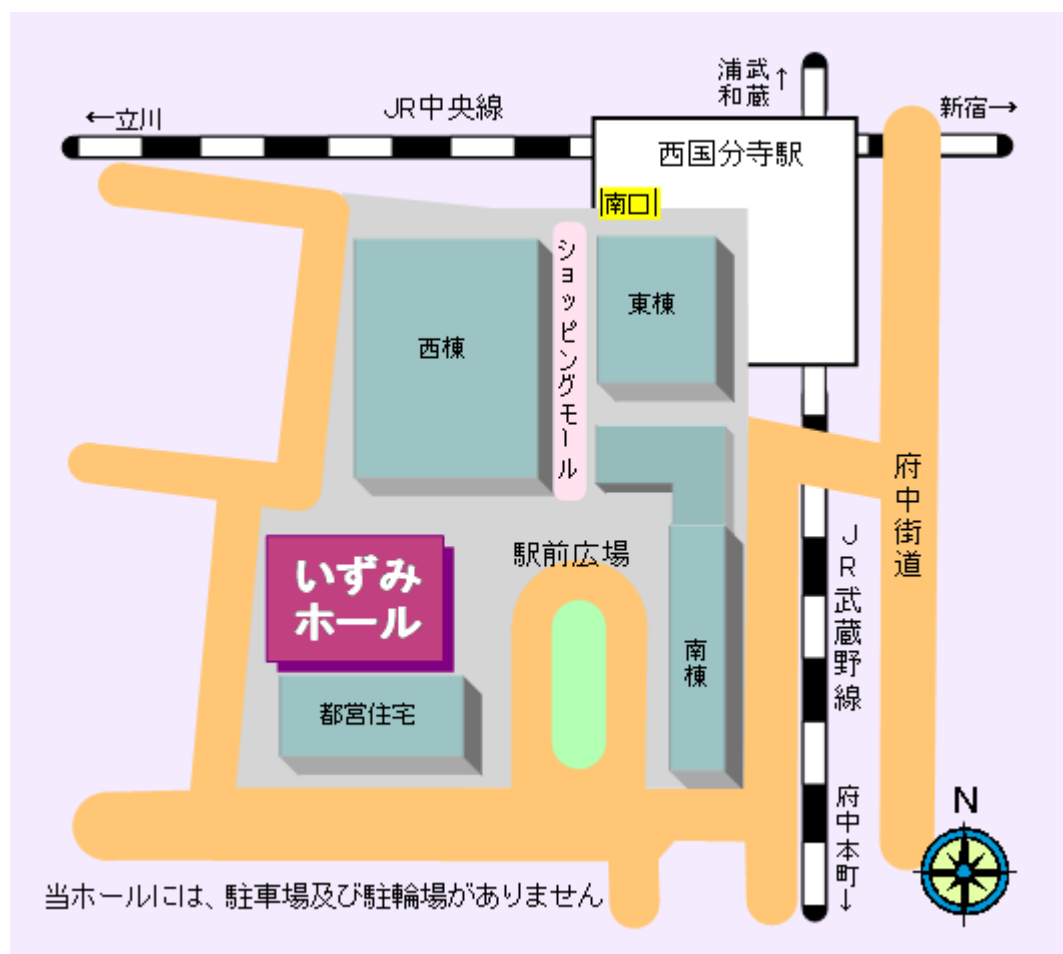 浦和
武蔵↑
JR中央線
新宿→
←立川
西国分寺駅
南口
ショッピングモール
東棟
西棟
府中街道
JR武蔵野線
駅前広場
いずみ
ホール
南棟
都営住宅
府中本町↓
N
当ホールには、駐車場及び駐輪場がありません